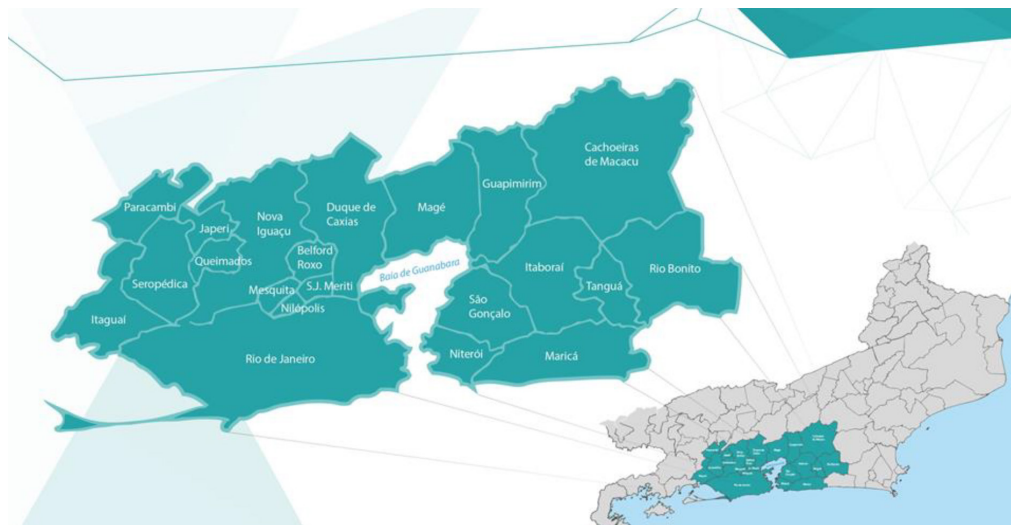 Cachoeiras
de Macacu
Guapimirim
Paracambi
Magé
Duque de
Caxias
Nova
Iguaçu
Japeri
Belford
Roxo
Queimados
Baía de Guanabara
Itaboraí
Rio Bonito
Seropédica
Mesquita
S.J. Meriti
Tanguá
São
Gonçalo
Nilópolis
Itaguaí
Rio de Janeiro
Niterói
Maricá